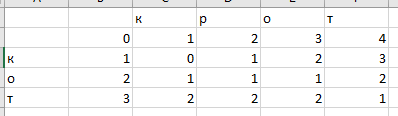 к р о т
0 1 2 3 4
к 1 0 1 2 3
о 2 1 1 1 2
т 3 2 2 2 1